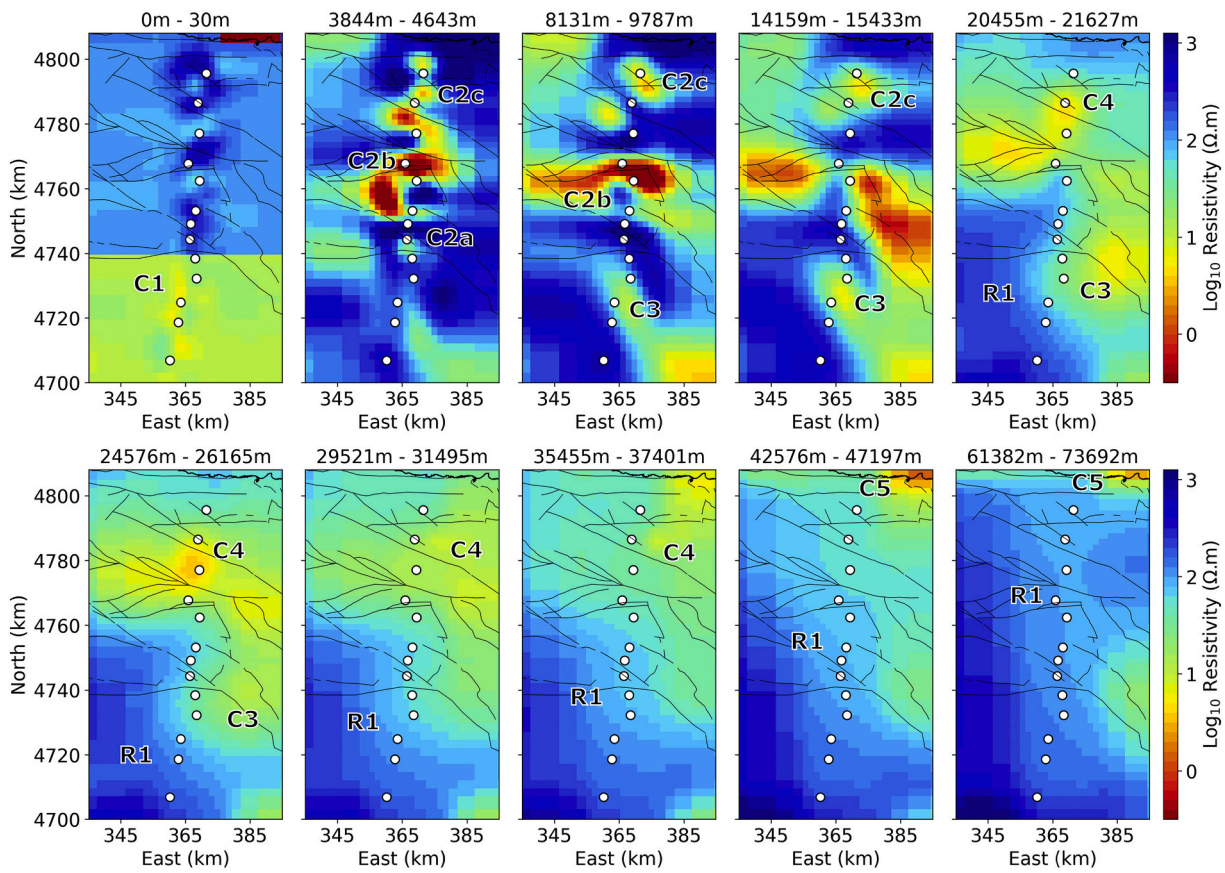 0m - 30m
3844m - 4643m
8131m - 9787m
14159m - 15433m
20455m - 21627m
North (km)
4800
4780
4760
4740
4720
4700
C1
C2c
C2b
C2a
C2c
C2b
C3
C2c
C3
C4
R1
C3
345
365
385
East (km)
345
365
385
East (km)
345
365
385
East (km)
345
365
385
East (km)
345
365
385
East (km)
3
2
1
0
Log₁₀ Resistivity (Ω.m)
24576m - 26165m
29521m - 31495m
35455m - 37401m
42576m - 47197m
61382m - 73692m
North (km)
4800
4780
4760
4740
4720
4700
C4
C3
R1
C4
R1
C4
R1
C5
R1
C5
R1
345
365
385
East (km)
345
365
385
East (km)
345
365
385
East (km)
345
365
385
East (km)
345
365
385
East (km)
3
2
1
0
Log₁₀ Resistivity (Ω.m)